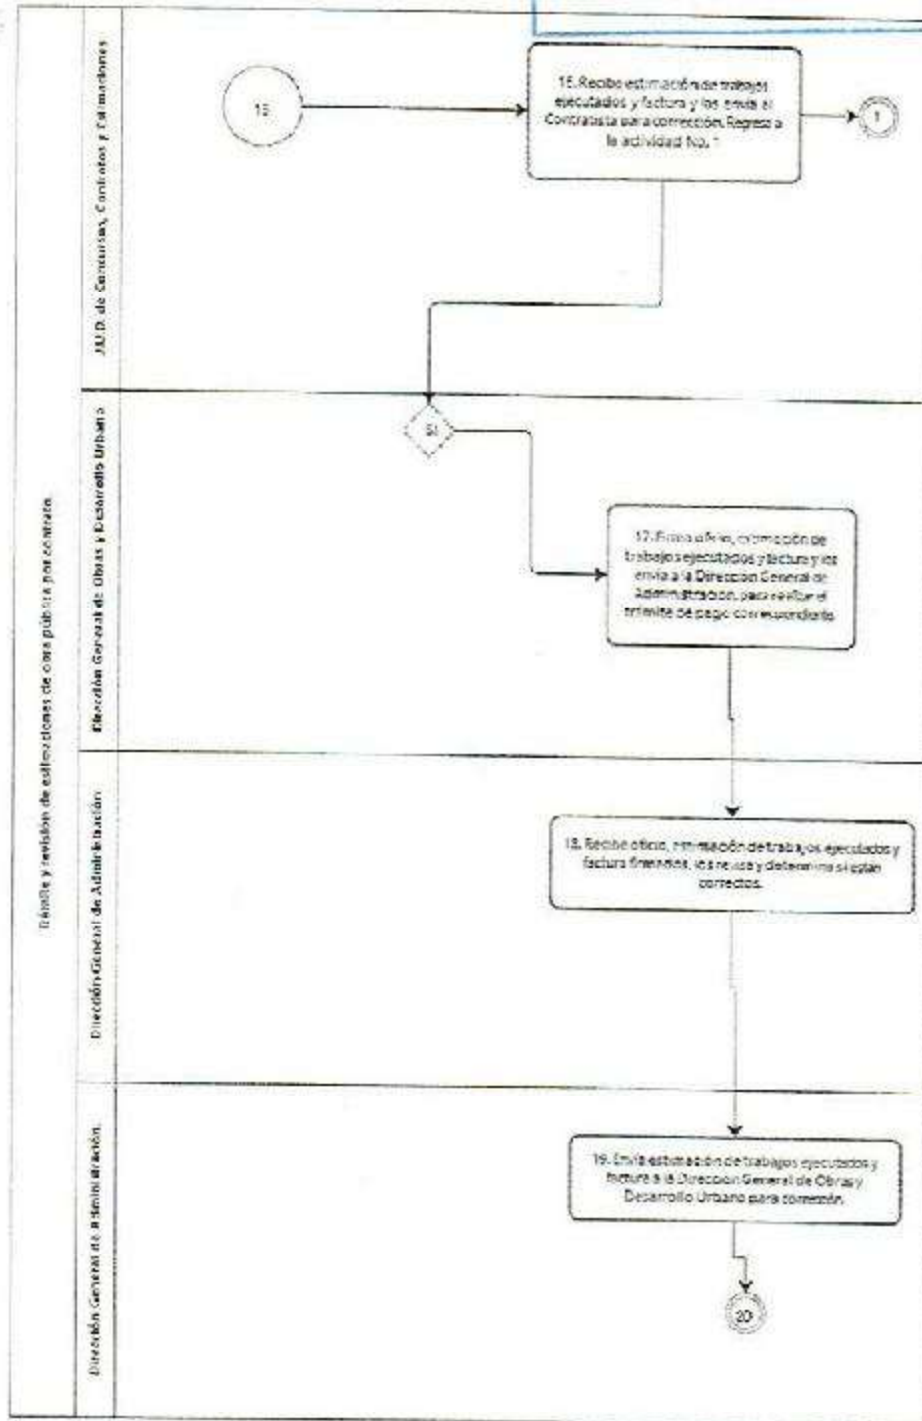 Trámite y revisión de estimaciones de obra pública por contrato.
J.U.D. de Concursos, Contratos y Estimaciones
15
16. Recibe estimación de trabajos
ejecutados y factura y los envía al
Contratista para corrección. Regresa a
la actividad No. 1
1
Dirección General de Obras y Desarrollo Urbano
SI
17. Firma oficio, estimación de
trabajos ejecutados y factura y los
envía a la Dirección General de
Administración, para realizar el
trámite de pago correspondiente.
Dirección General de Administración
18. Recibe oficio, estimación de trabajos ejecutados y
factura firmados, los revisa y determina si están
correctos.
Dirección General de Administración.
19. Envía estimación de trabajos ejecutados y
factura a la Dirección General de Obras y
Desarrollo Urbano para corrección.
20